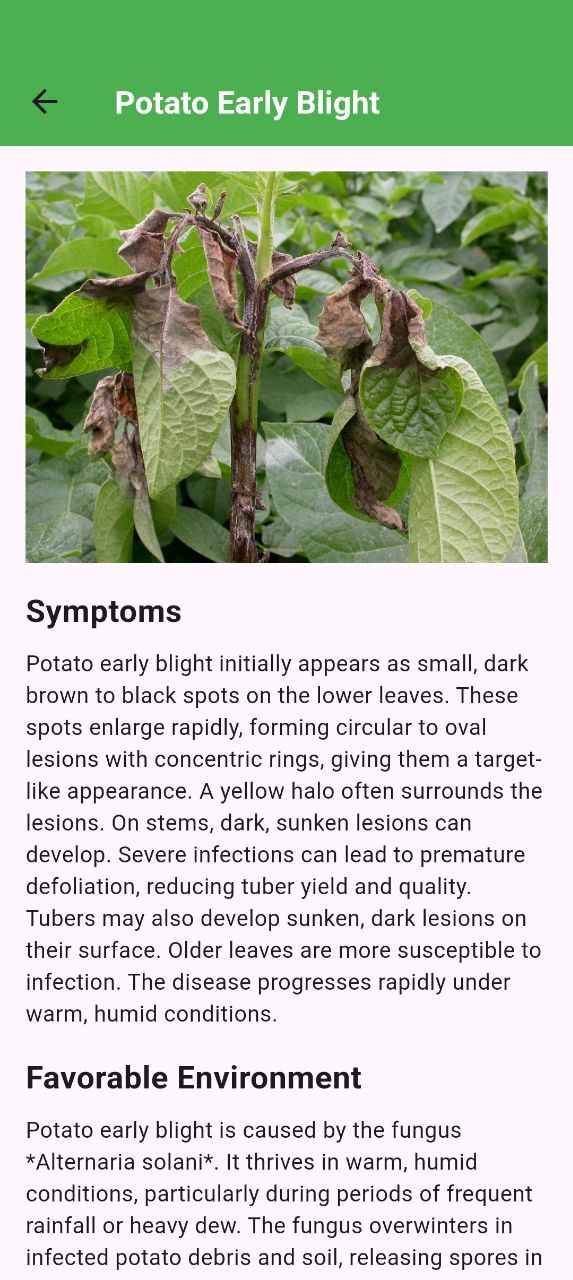 Potato Early Blight
Symptoms
Potato early blight initially appears as small, dark
brown to black spots on the lower leaves. These
spots enlarge rapidly, forming circular to oval
lesions with concentric rings, giving them a target-
like appearance. A yellow halo often surrounds the
lesions. On stems, dark, sunken lesions can
develop. Severe infections can lead to premature
defoliation, reducing tuber yield and quality.
Tubers may also develop sunken, dark lesions on
their surface. Older leaves are more susceptible to
infection. The disease progresses rapidly under
warm, humid conditions.
Favorable Environment
Potato early blight is caused by the fungus
*Alternaria solani*. It thrives in warm, humid
conditions, particularly during periods of frequent
rainfall or heavy dew. The fungus overwinters in
infected potato debris and soil, releasing spores in